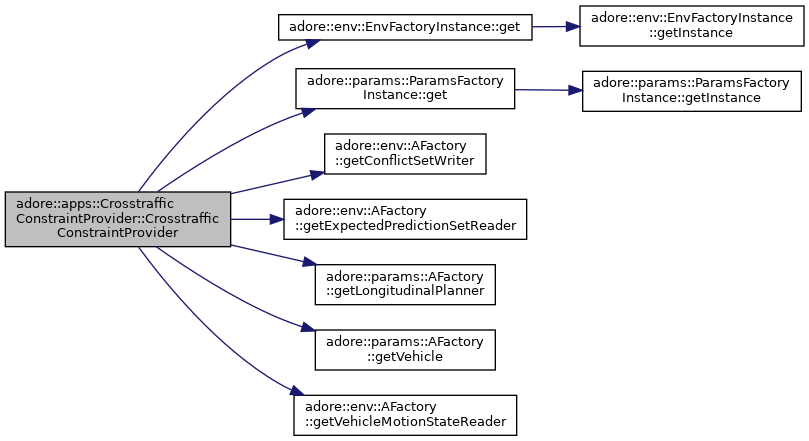 adore::env::EnvFactoryInstance::get
adore::env::EnvFactoryInstance
::getInstance
adore::params::ParamsFactory
Instance::get
adore::params::ParamsFactory
Instance::getInstance
adore::env::AFactory
::getConflictSetWriter
adore::apps::Crosstraffic
ConstraintProvider::Crosstraffic
ConstraintProvider
adore::env::AFactory
::getExpectedPredictionSetReader
adore::params::AFactory
::getLongitudinalPlanner
adore::params::AFactory
::getVehicle
adore::env::AFactory
::getVehicleMotionStateReader